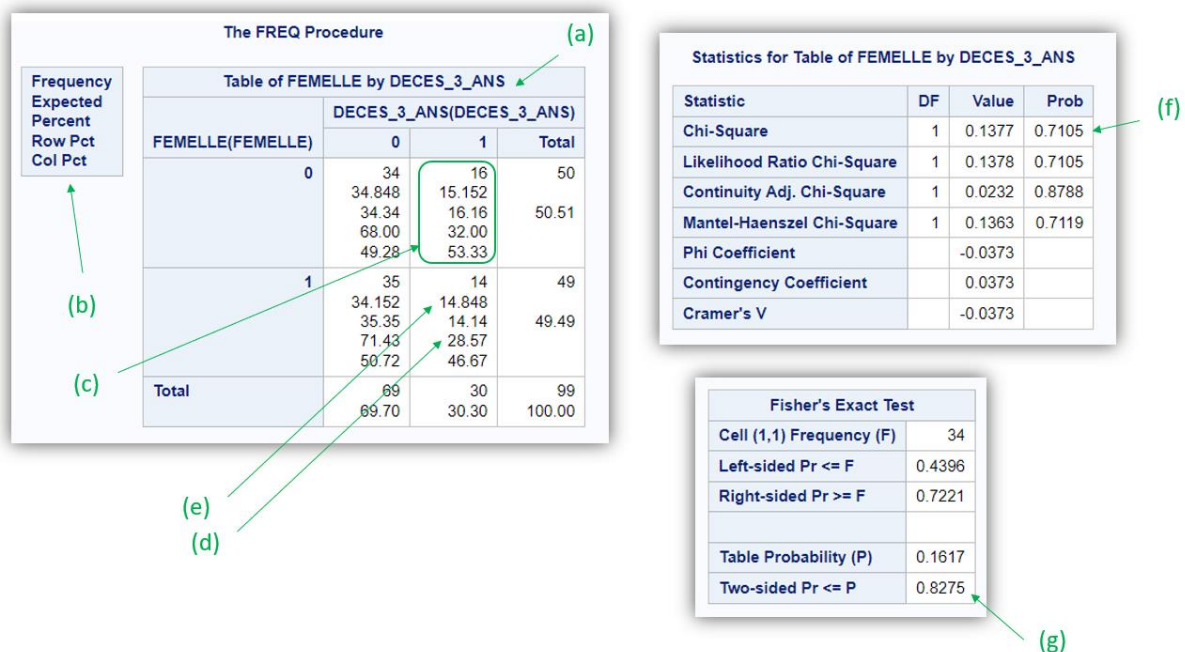 The FREQ Procedure
(a)
Frequency
Expected
Percent
Row Pct
Col Pct
(b)
Table of FEMELLE by DECES_3_ANS
DECES_3_ANS(DECES_3_ANS)
FEMELLE(FEMELLE) 0 1 Total
0 34 16 50
34.848 15.152
34.34 16.16 50.51
68.00 32.00
49.28 53.33
1 35 14 49
34.152 14.848
35.35 14.14 49.49
71.43 28.57
50.72 46.67
Total 69 30 99
69.70 30.30 100.00
(c)
(e)
(d)
Statistics for Table of FEMELLE by DECES_3_ANS
Statistic DF Value Prob
Chi-Square 1 0.1377 0.7105
Likelihood Ratio Chi-Square 1 0.1378 0.7105
Continuity Adj. Chi-Square 1 0.0232 0.8788
Mantel-Haenszel Chi-Square 1 0.1363 0.7119
Phi Coefficient -0.0373
Contingency Coefficient 0.0373
Cramer's V -0.0373
(f)
Fisher's Exact Test
Cell (1,1) Frequency (F) 34
Left-sided Pr <= F 0.4396
Right-sided Pr >= F 0.7221
Table Probability (P) 0.1617
Two-sided Pr <= P 0.8275
(g)